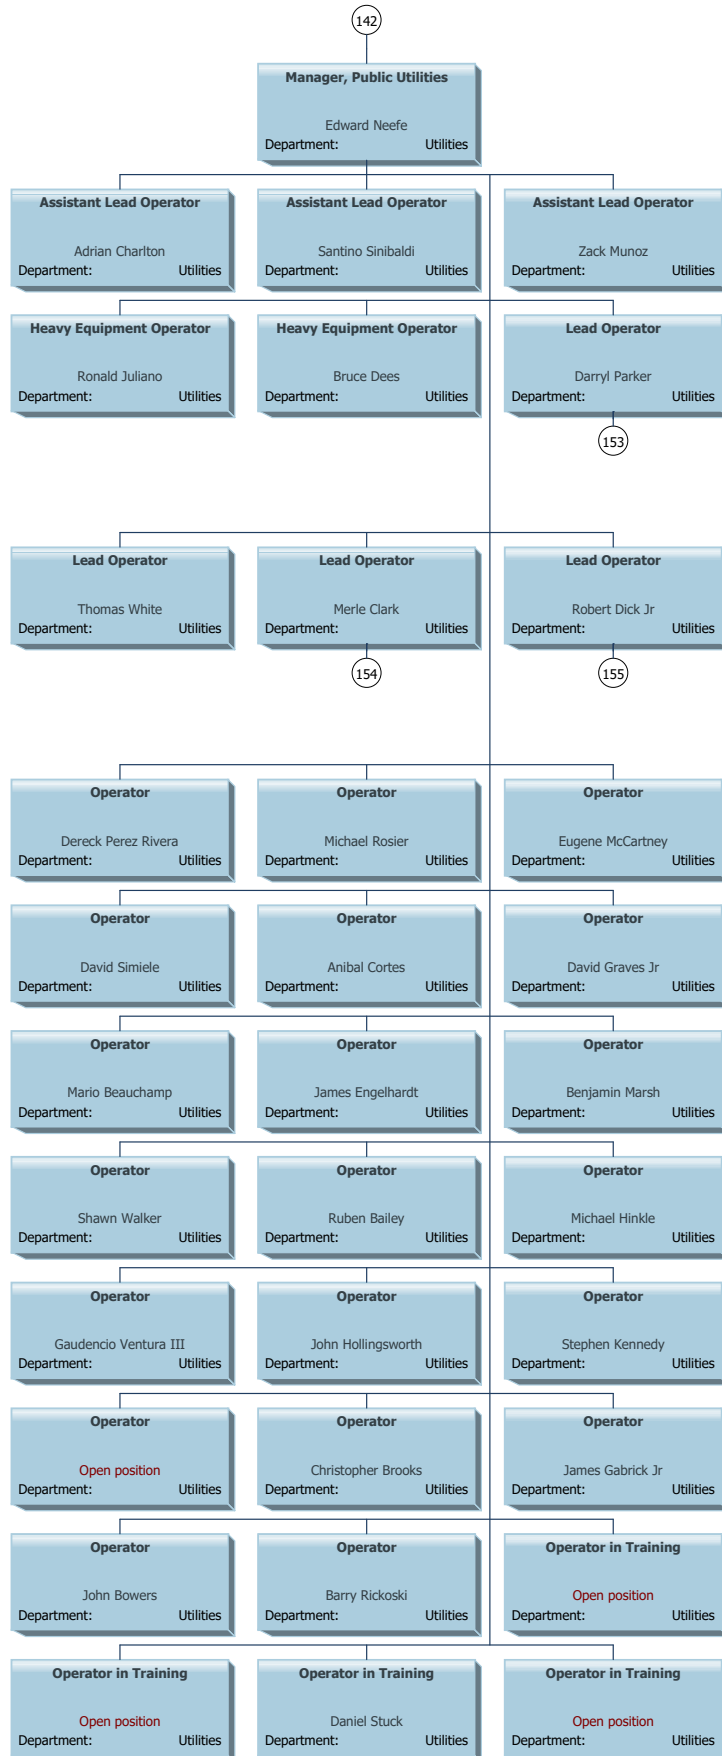 142
Manager, Public Utilities
Edward Neefe
Department: Utilities
Assistant Lead Operator
Adrian Charlton
Department: Utilities
Assistant Lead Operator
Santino Sinibaldi
Department: Utilities
Assistant Lead Operator
Zack Munoz
Department: Utilities
Heavy Equipment Operator
Ronald Juliano
Department: Utilities
Heavy Equipment Operator
Bruce Dees
Department: Utilities
Lead Operator
Darryl Parker
Department: Utilities
153
Lead Operator
Thomas White
Department: Utilities
Lead Operator
Merle Clark
Department: Utilities
154
Lead Operator
Robert Dick Jr
Department: Utilities
155
Operator
Dereck Perez Rivera
Department: Utilities
Operator
Michael Rosier
Department: Utilities
Operator
Eugene McCartney
Department: Utilities
Operator
David Simiele
Department: Utilities
Operator
Anibal Cortes
Department: Utilities
Operator
David Graves Jr
Department: Utilities
Operator
Mario Beauchamp
Department: Utilities
Operator
James Engelhardt
Department: Utilities
Operator
Benjamin Marsh
Department: Utilities
Operator
Shawn Walker
Department: Utilities
Operator
Ruben Bailey
Department: Utilities
Operator
Michael Hinkle
Department: Utilities
Operator
Gaudencio Ventura III
Department: Utilities
Operator
John Hollingsworth
Department: Utilities
Operator
Stephen Kennedy
Department: Utilities
Operator
Open position
Department: Utilities
Operator
Christopher Brooks
Department: Utilities
Operator
James Gabrick Jr
Department: Utilities
Operator
John Bowers
Department: Utilities
Operator
Barry Rickoski
Department: Utilities
Operator in Training
Open position
Department: Utilities
Operator in Training
Open position
Department: Utilities
Operator in Training
Daniel Stuck
Department: Utilities
Operator in Training
Open position
Department: Utilities